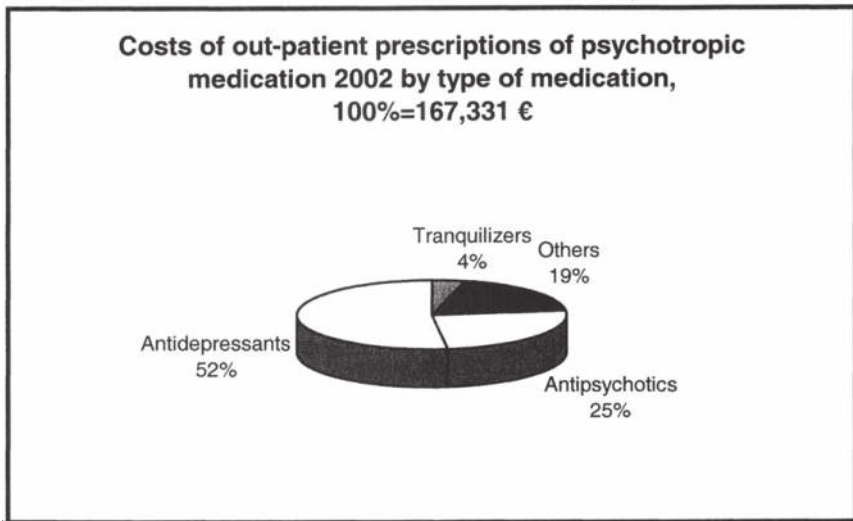 Costs of out-patient prescriptions of psychotropic
medication 2002 by type of medication,
100%=167,331 €
Tranquilizers
4%
Others
19%
Antidepressants
52%
Antipsychotics
25%